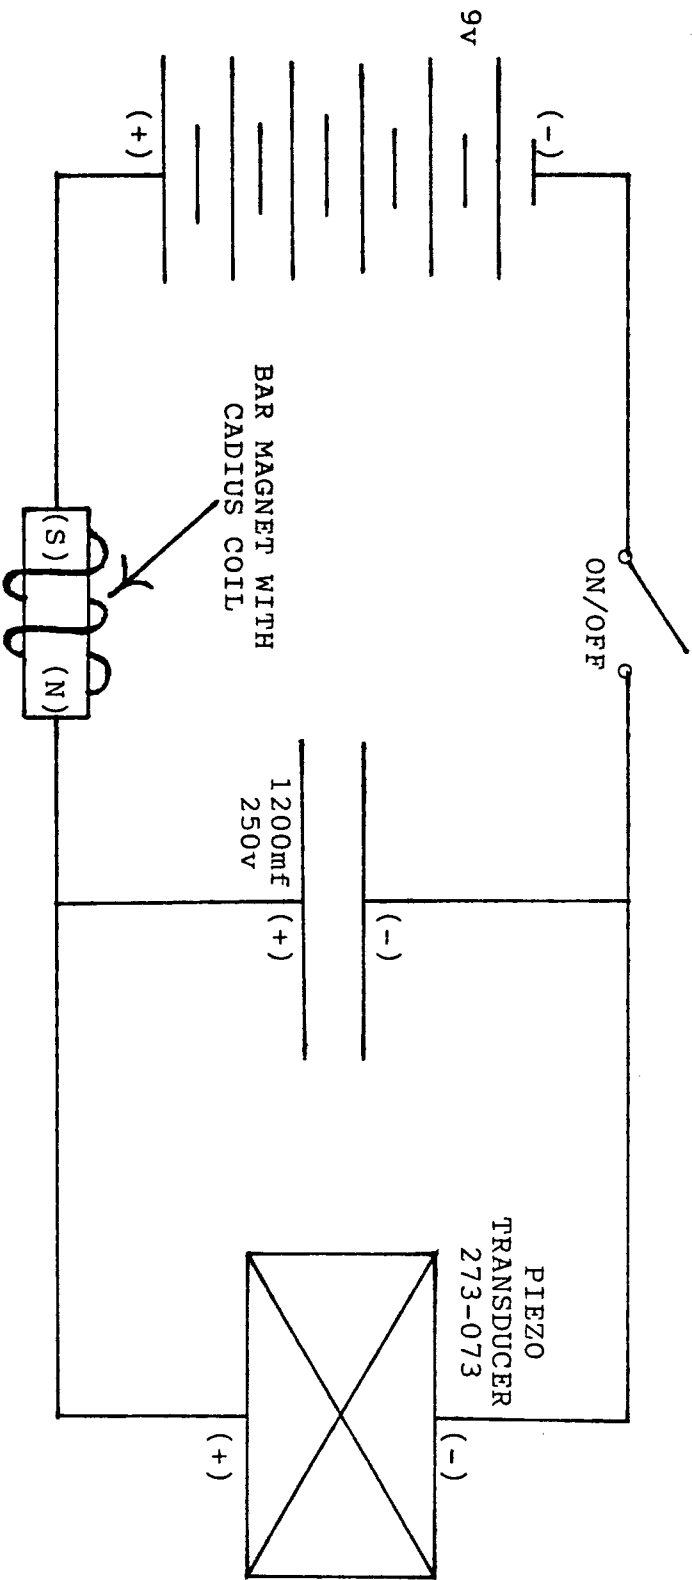 ON/OFF
(-)
9v
(+)
PIEZO
TRANSDUCER
273-073
(-)
(+)
(-)
1200mf
250v
(+)
BAR MAGNET WITH
CADIUS COIL
(S)
(N)